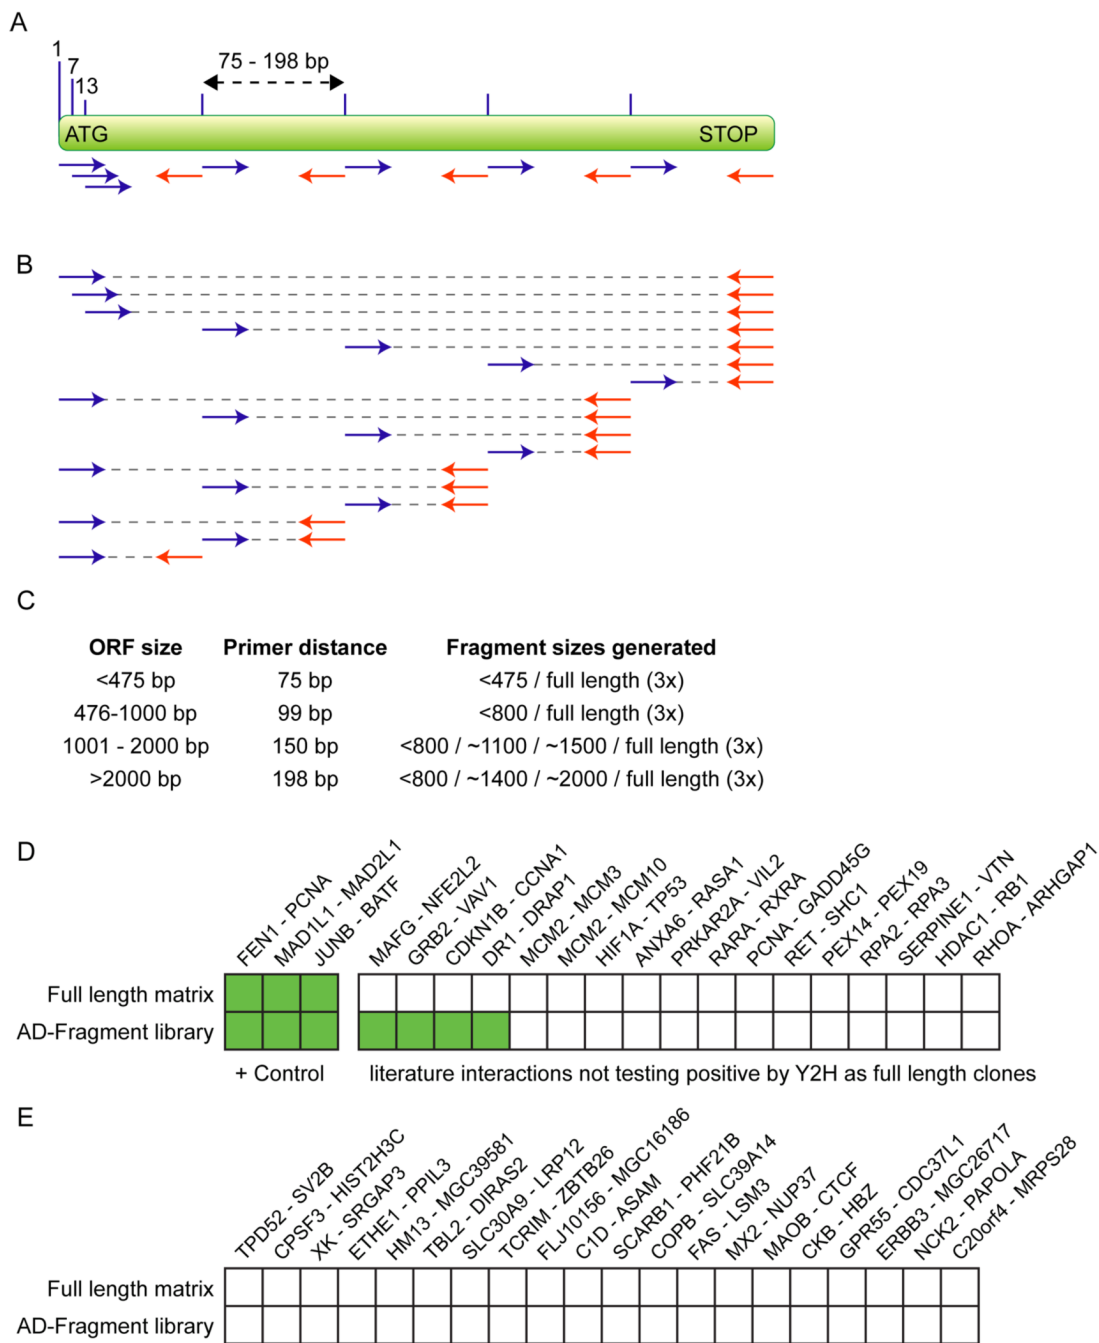 A
1
7
13
75 - 198 bp
ATG
STOP
B
C
ORF size Primer distance Fragment sizes generated
<475 bp 75 bp <475 / full length (3x)
476-1000 bp 99 bp <800 / full length (3x)
1001 - 2000 bp 150 bp <800 / ~1100 / ~1500 / full length (3x)
>2000 bp 198 bp <800 / ~1400 / ~2000 / full length (3x)
D
FEN1 - PCNA
MAD1L1 - MAD2L1
JUNB - BATF
MAFG - NFE2L2
GRB2 - VAV1
CDKN1B - CCNA1
DR1 - DRAP1
MCM2 - MCM3
MCM2 - MCM10
HIF1A - TP53
ANXA6 - RASA1
PRKAR2A - VIL2
RARA - RXRA
PCNA - GADD45G
RET - SHC1
PEX14 - PEX19
RPA2 - RPA3
SERPINE1 - VTN
HDAC1 - RB1
RHOA - ARHGAP1
Full length matrix
AD-Fragment library
+ Control
literature interactions not testing positive by Y2H as full length clones
E
TPD52 - SV2B
CPSF3 - HIST2H3C
XK - SRGAP3
ETHE1 - PPIL3
HM13 - MGC39581
TBL2 - DIRAS2
SLC30A9 - LRP12
TCRIM - ZBTB26
FLJ10156 - MGC16186
C1D - ASAM
SCARB1 - PHF21B
COPB - SLC39A14
FAS - LSM3
MX2 - NUP37
MAOB - CTCF
CKB - HBZ
GPR55 - CDC37L1
ERBB3 - MGC26717
NCK2 - PAPOLA
C20orf4 - MRPS28
Full length matrix
AD-Fragment library